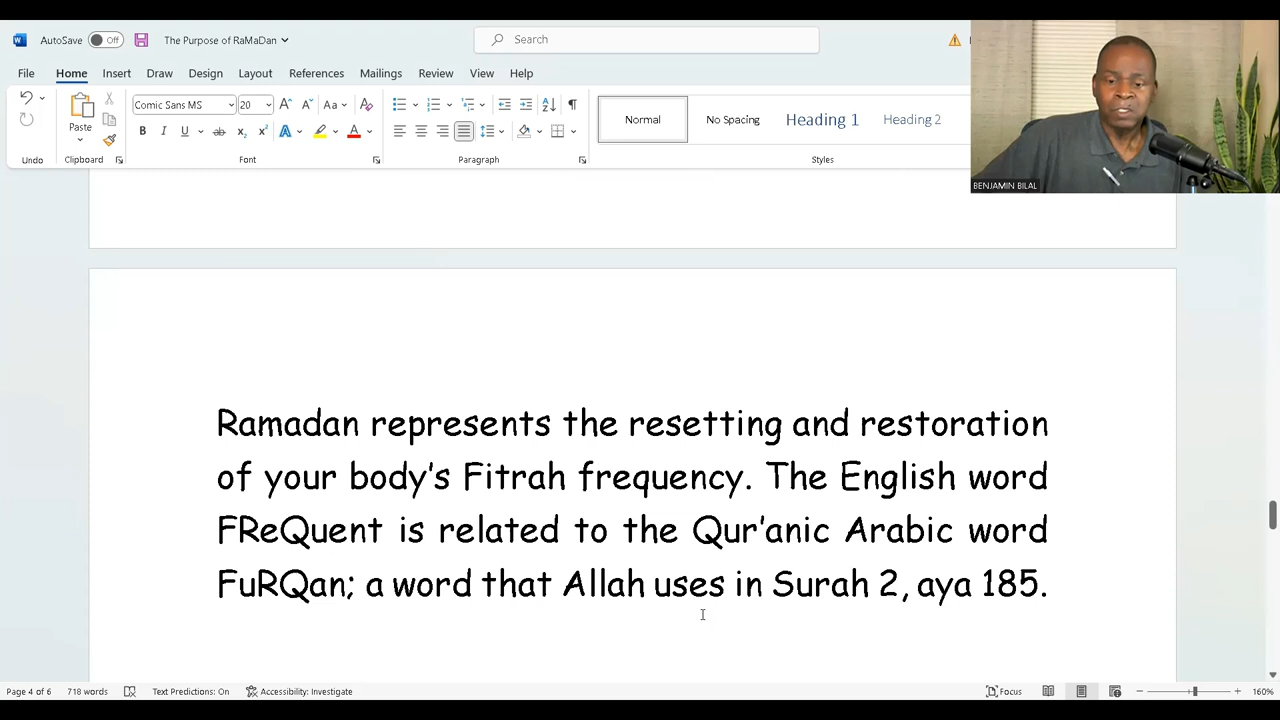 AutoSave Off The Purpose of RaMaDan Search
File Home Insert Draw Design Layout References Mailings Review View Help
Comic Sans MS 20 Aa Normal No Spacing Heading 1 Heading 2
Paste
Undo Clipboard Font Paragraph Styles
BENJAMIN BILAL
Ramadan represents the resetting and restoration
of your body's Fitrah frequency. The English word
FReQuent is related to the Qur'anic Arabic word
FuRQan; a word that Allah uses in Surah 2, aya 185.
Page 4 of 6 718 words Text Predictions: On Accessibility: Investigate Focus 160%